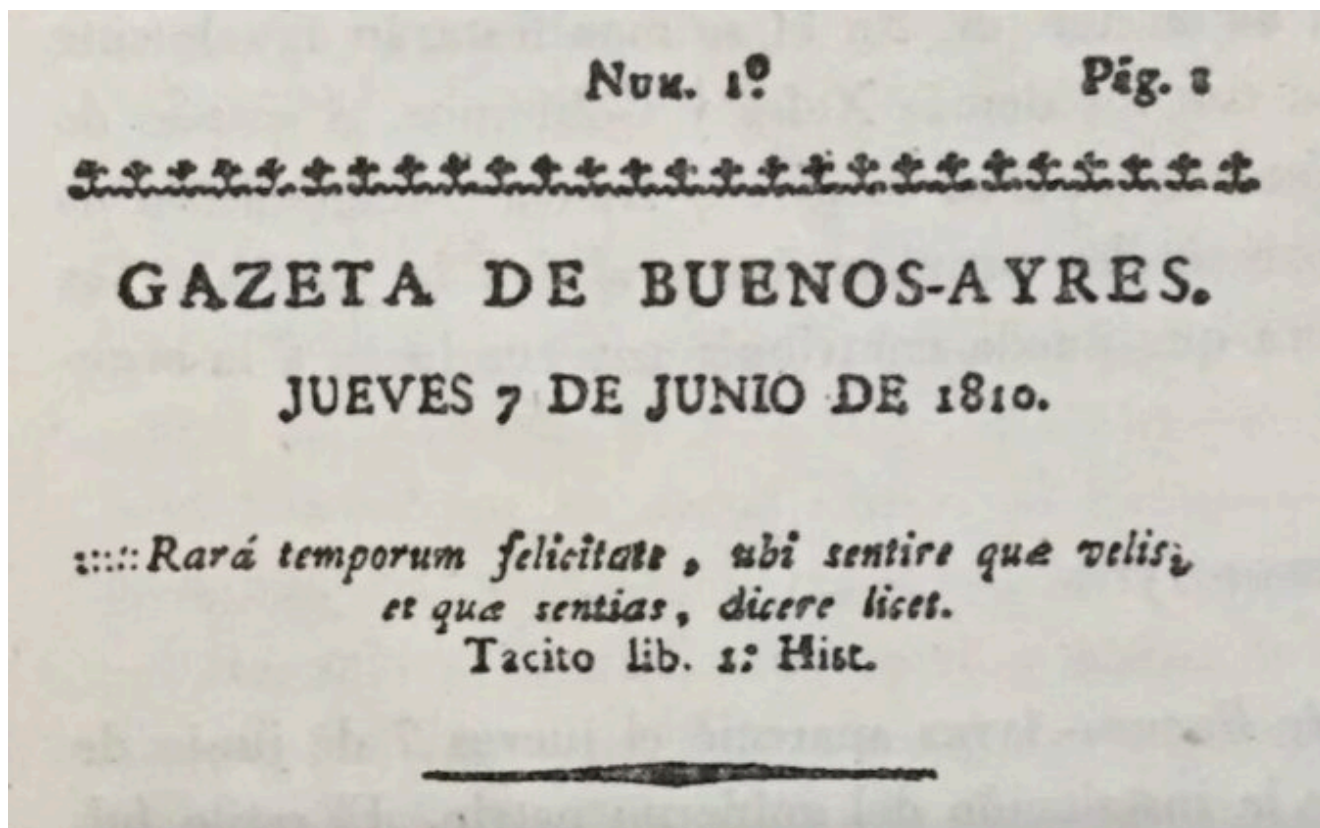 Num. 1º Pág. 1
GAZETA DE BUENOS-AYRES.
JUEVES 7 DE JUNIO DE 1810.
:::::Rará temporum felicitate, ubi sentire quæ velis,
et quæ sentias, dicere licet.
Tacito lib. 1º Hist.